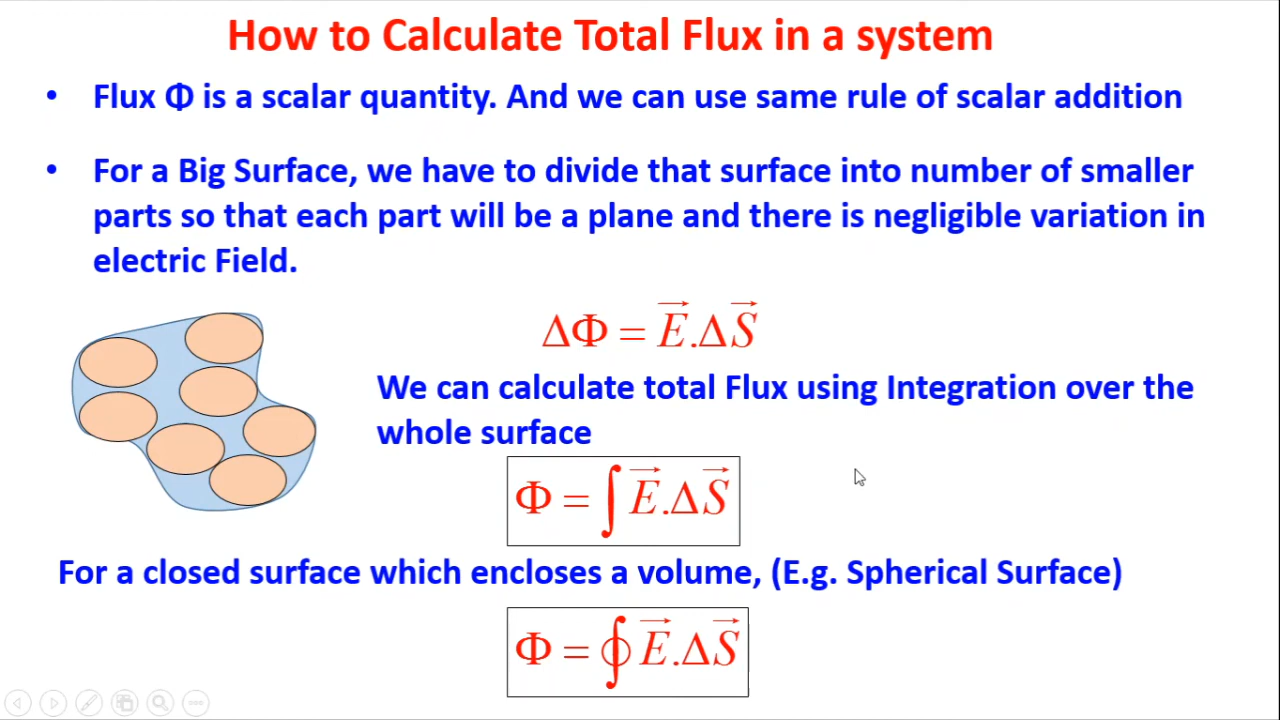 How to Calculate Total Flux in a system
• Flux Φ is a scalar quantity. And we can use same rule of scalar addition
• For a Big Surface, we have to divide that surface into number of smaller
parts so that each part will be a plane and there is negligible variation in
electric Field.
ΔΦ = E⃗.ΔS⃗
We can calculate total Flux using Integration over the
whole surface
Φ = ∫ E⃗.ΔS⃗
For a closed surface which encloses a volume, (E.g. Spherical Surface)
Φ = ∮ E⃗.ΔS⃗